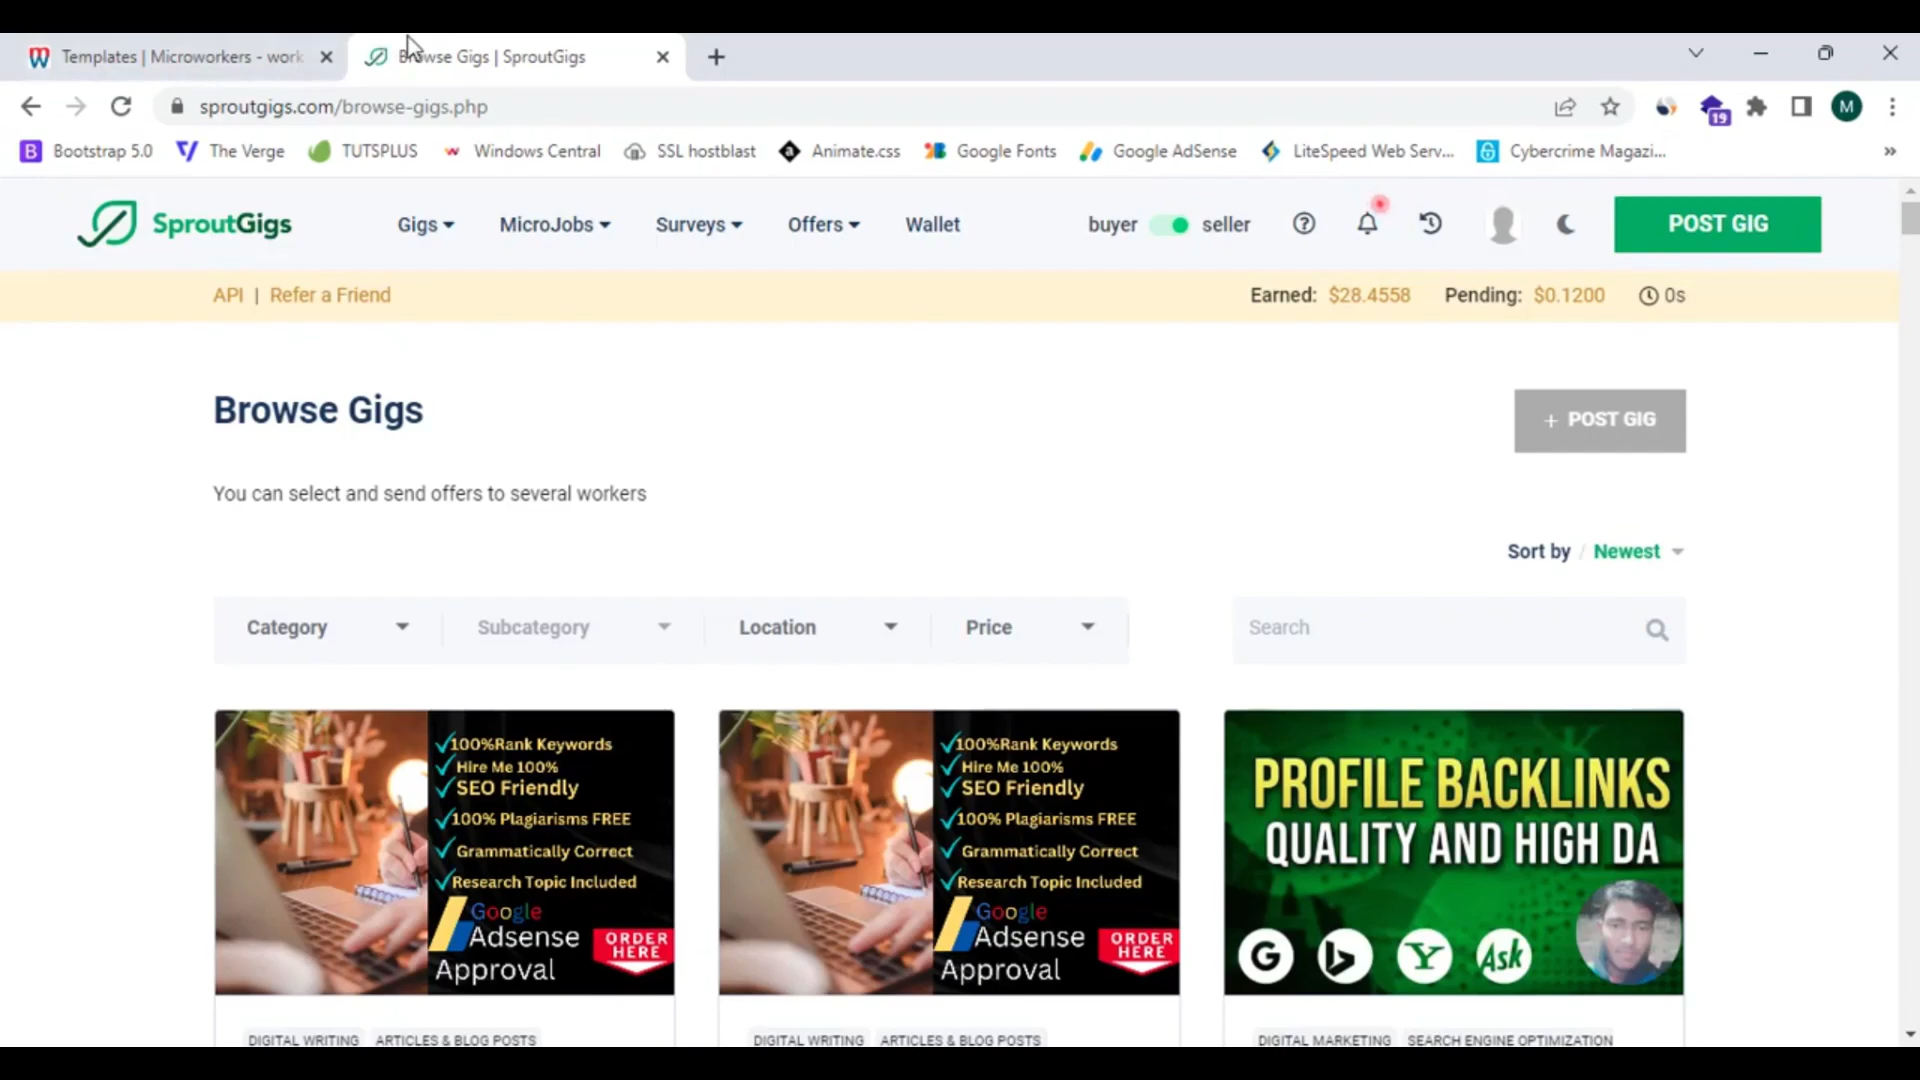 Templates | Microworkers - work
Browse Gigs | SproutGigs
sproutgigs.com/browse-gigs.php
19
M
B Bootstrap 5.0
The Verge
TUTSPLUS
Windows Central
SSL hostblast
Animate.css
Google Fonts
Google AdSense
LiteSpeed Web Serv...
Cybercrime Magazi...
SproutGigs
Gigs
MicroJobs
Surveys
Offers
Wallet
buyer
seller
POST GIG
API | Refer a Friend
Earned: $28.4558
Pending: $0.1200
0s
Browse Gigs
+ POST GIG
You can select and send offers to several workers
Sort by / Newest
Category
Subcategory
Location
Price
Search
100%Rank Keywords
Hire Me 100%
SEO Friendly
100% Plagiarisms FREE
Grammatically Correct
Research Topic Included
Google
Adsense
Approval
ORDER
HERE
100%Rank Keywords
Hire Me 100%
SEO Friendly
100% Plagiarisms FREE
Grammatically Correct
Research Topic Included
Google
Adsense
Approval
ORDER
HERE
PROFILE BACKLINKS
QUALITY AND HIGH DA
G
Y
Ask
DIGITAL WRITING
ARTICLES & BLOG POSTS
DIGITAL WRITING
ARTICLES & BLOG POSTS
DIGITAL MARKETING
SEARCH ENGINE OPTIMIZATION